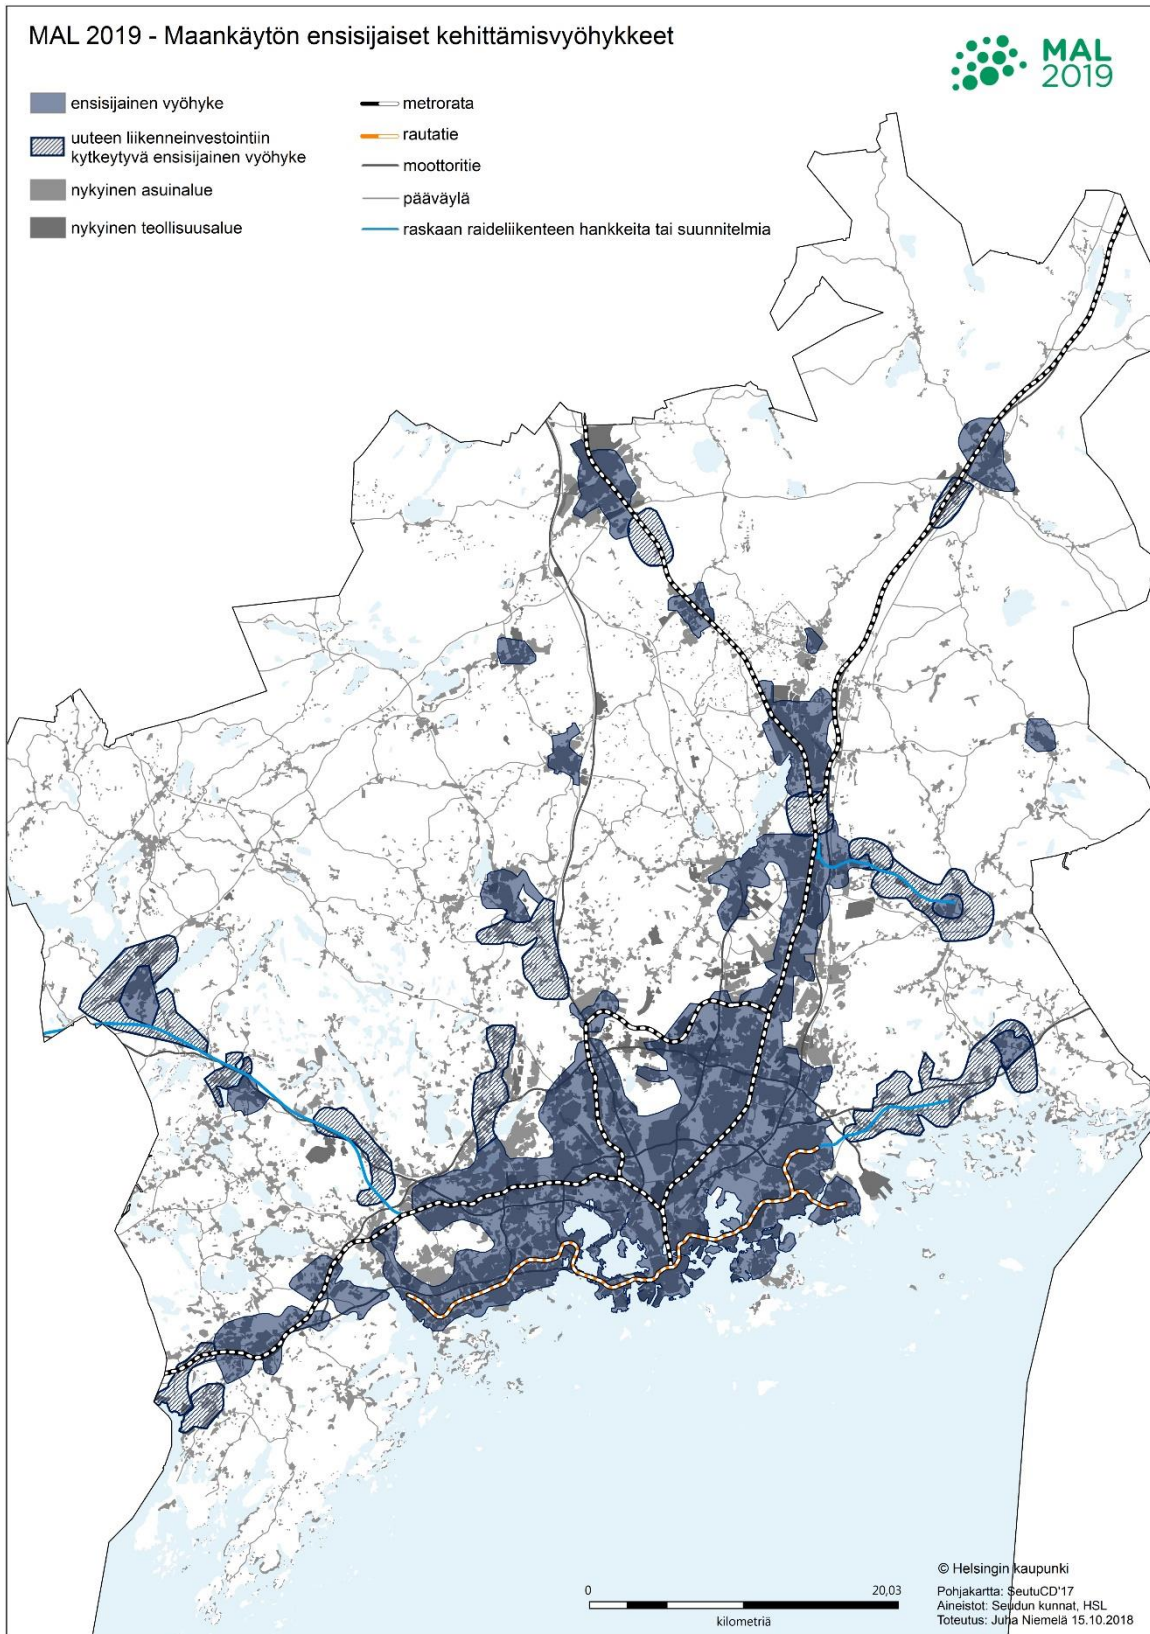 MAL 2019 - Maankäytön ensisijaiset kehittämisvyöhykkeet
MAL
2019
ensisijainen vyöhyke
uuteen liikenneinvestointiin
kytkeytyvä ensisijainen vyöhyke
nykyinen asuinalue
nykyinen teollisuusalue
metrorata
rautatie
moottoritie
pääväylä
raskaan raideliikenteen hankkeita tai suunnitelmia
0
20,03
kilometriä
© Helsingin kaupunki
Pohjakartta: SeutuCD'17
Aineistot: Seudun kunnat, HSL
Toteutus: Juha Niemelä 15.10.2018